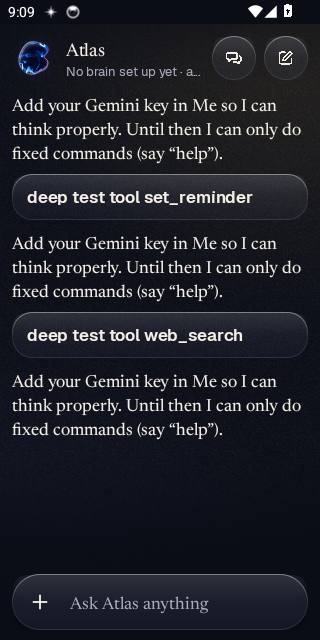 9:09
Atlas
No brain set up yet · a...
Add your Gemini key in Me so I can
think properly. Until then I can only do
fixed commands (say “help”).
deep test tool set_reminder
Add your Gemini key in Me so I can
think properly. Until then I can only do
fixed commands (say “help”).
deep test tool web_search
Add your Gemini key in Me so I can
think properly. Until then I can only do
fixed commands (say “help”).
Ask Atlas anything